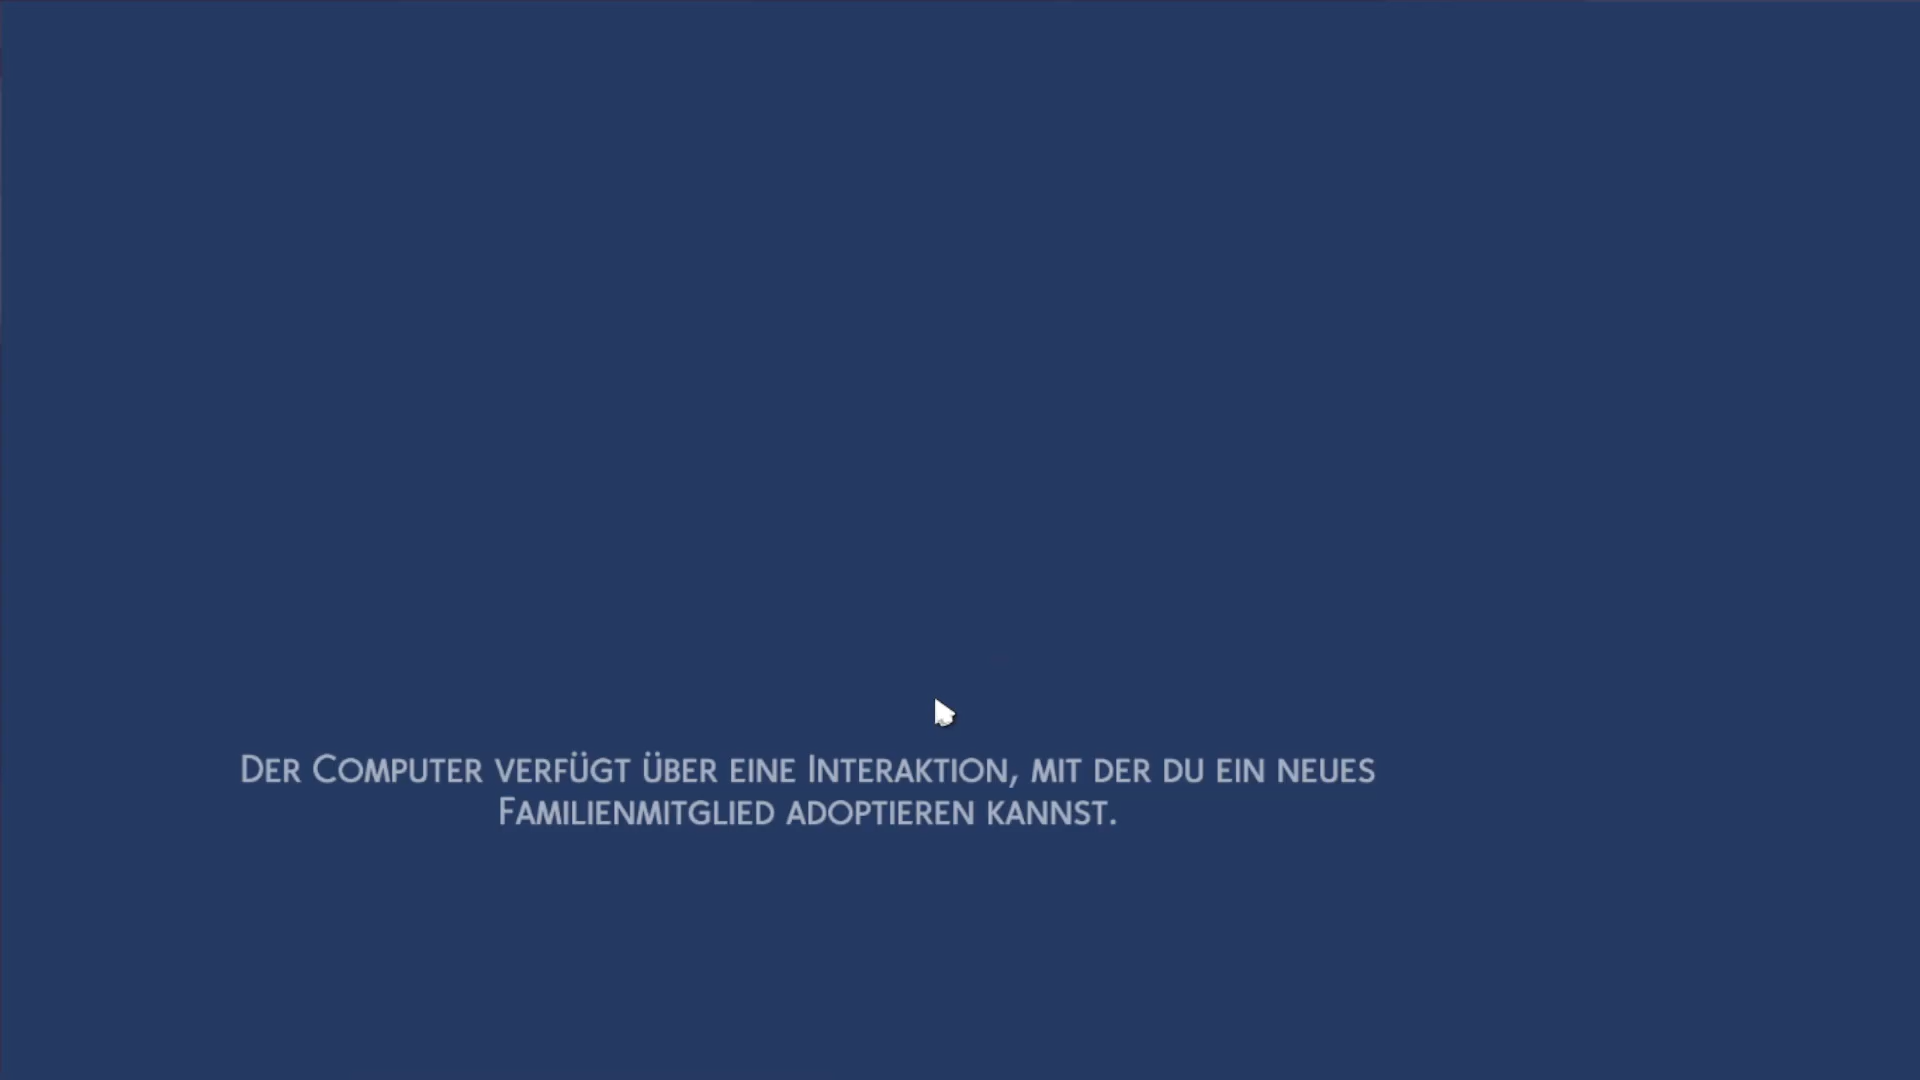 Der Computer verfügt über eine Interaktion, mit der du ein neues
Familienmitglied adoptieren kannst.